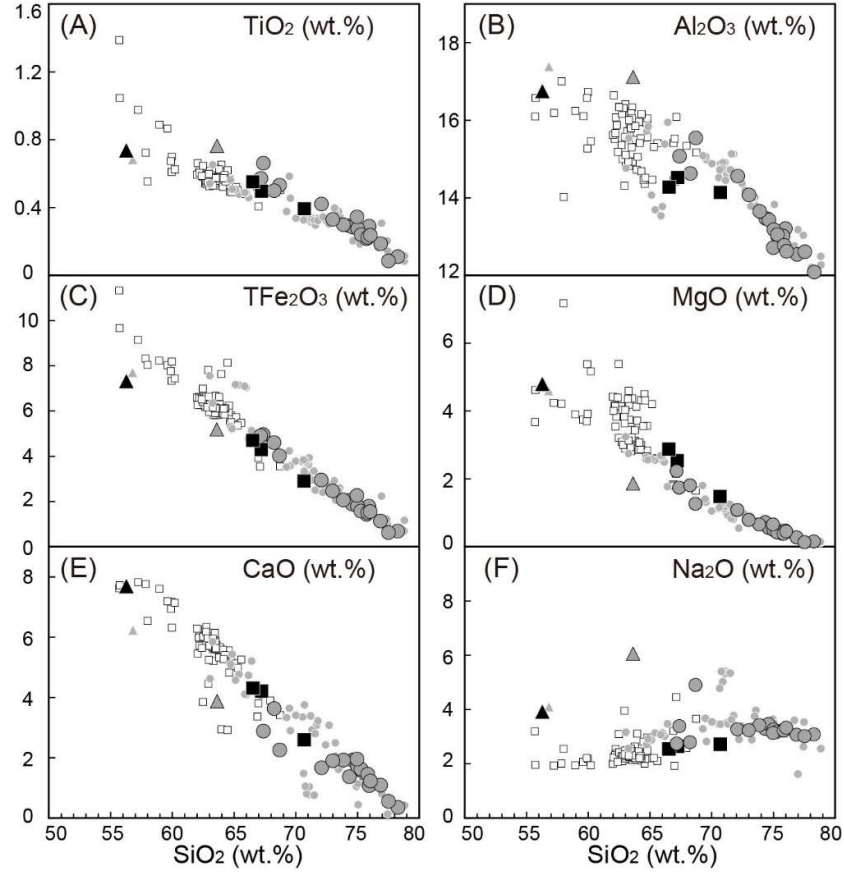 (A) TiO₂ (wt.%)
1.6
1.2
0.8
0.4
0
(B) Al₂O₃ (wt.%)
18
16
14
12
(C) TFe₂O₃ (wt.%)
10
8
6
4
2
0
(D) MgO (wt.%)
6
4
2
0
(E) CaO (wt.%)
8
6
4
2
0
50 55 60 65 70 75
SiO₂ (wt.%)
(F) Na₂O (wt.%)
8
6
4
2
0
50 55 60 65 70 75 80
SiO₂ (wt.%)